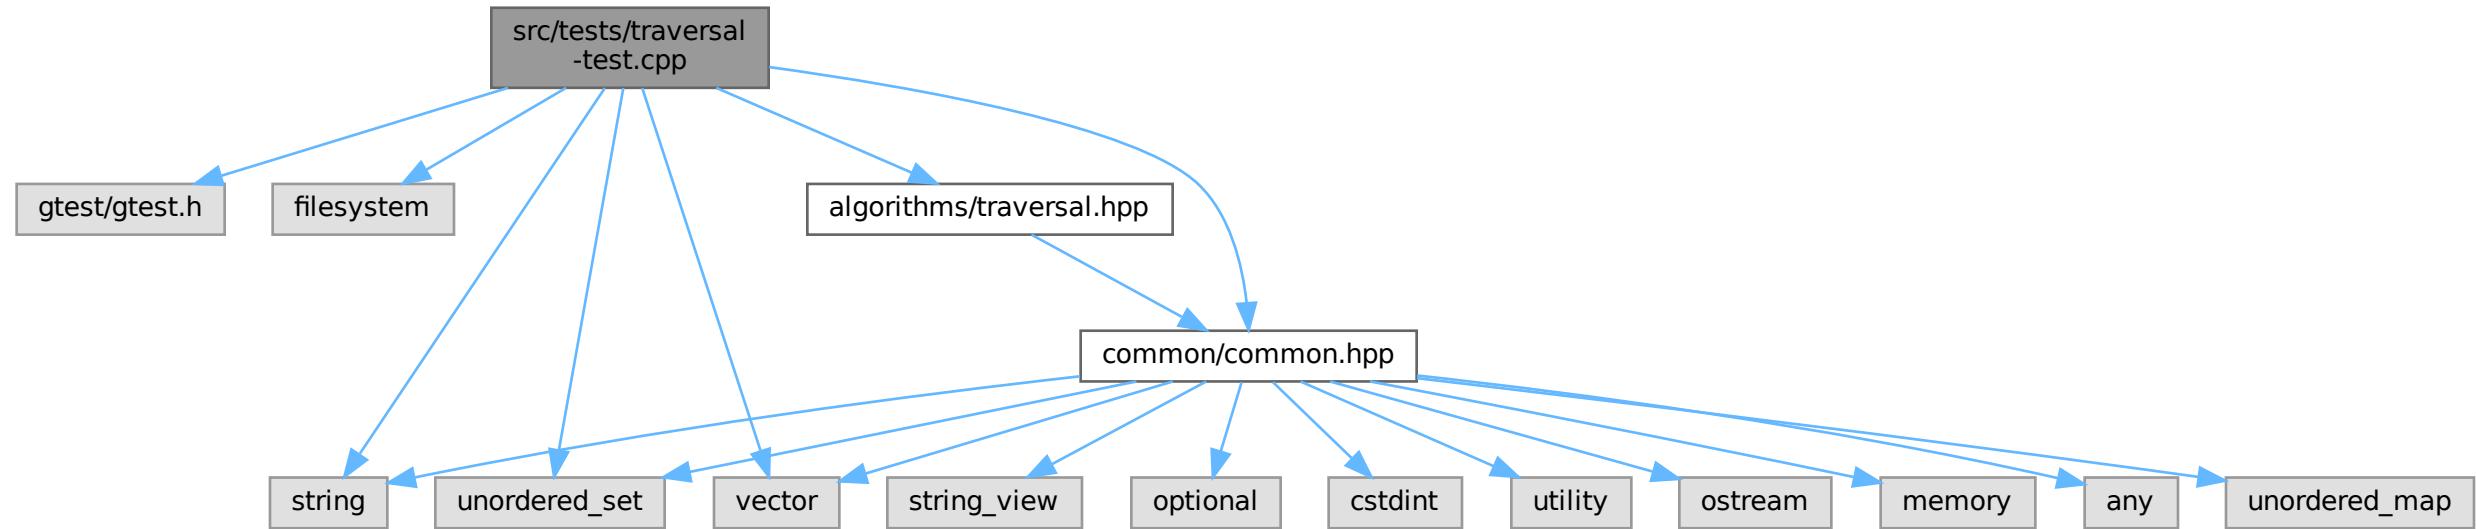 src/tests/traversal
-test.cpp
gtest/gtest.h
filesystem
algorithms/traversal.hpp
common/common.hpp
string
unordered_set
vector
string_view
optional
cstdint
utility
ostream
memory
any
unordered_map